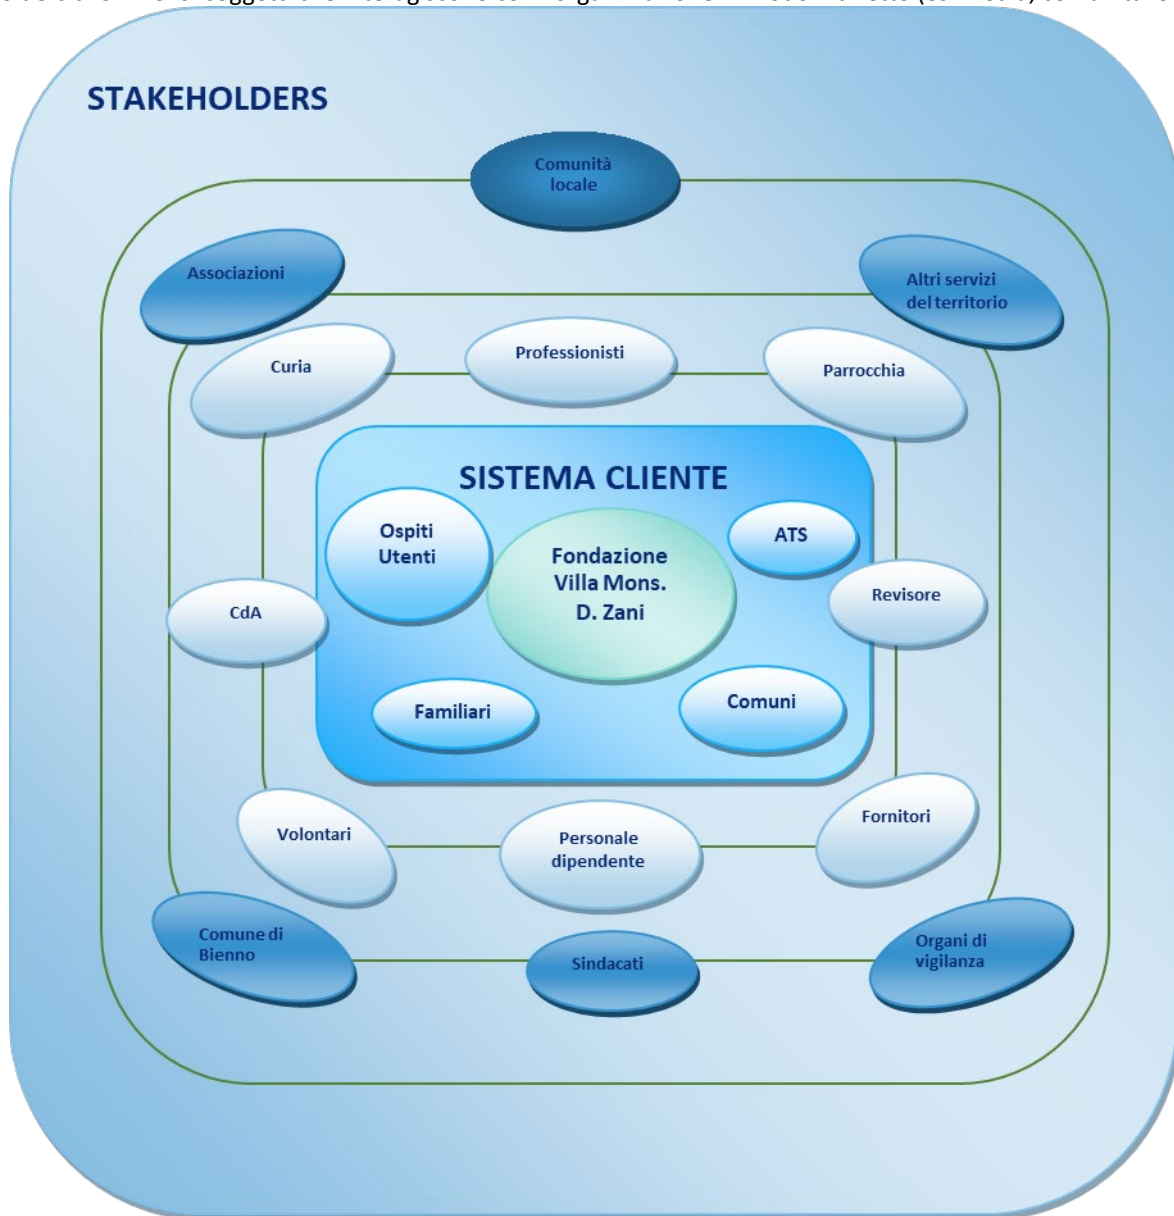 STAKEHOLDERS
Comunità
locale
Associazioni
Altri servizi
del territorio
Curia
Professionisti
Parrocchia
SISTEMA CLIENTE
Ospiti
Utenti
Fondazione
Villa Mons.
D. Zani
ATS
CdA
Revisore
Familiari
Comuni
Volontari
Personale
dipendente
Fornitori
Comune di
Bienno
Sindacati
Organi di
vigilanza